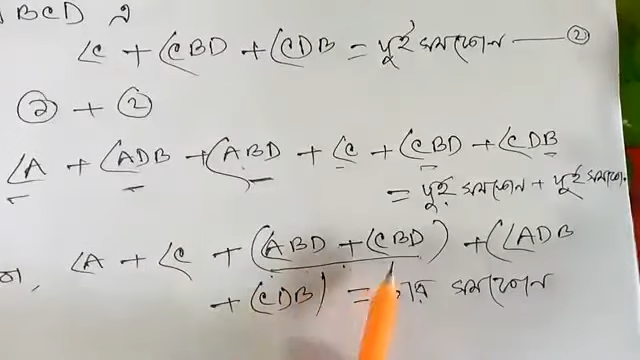 BCD এ
∠C + ∠CBD + ∠CDB = দুই সমকোণ — ②
① + ②
∠A + ∠ADB + ∠ABD + ∠C + ∠CBD + ∠CDB
= দুই সমকোণ + দুই সমকোণ
বা, ∠A + ∠C + (∠ABD + ∠CBD) + (∠ADB
+ ∠CDB) = চার সমকোণ